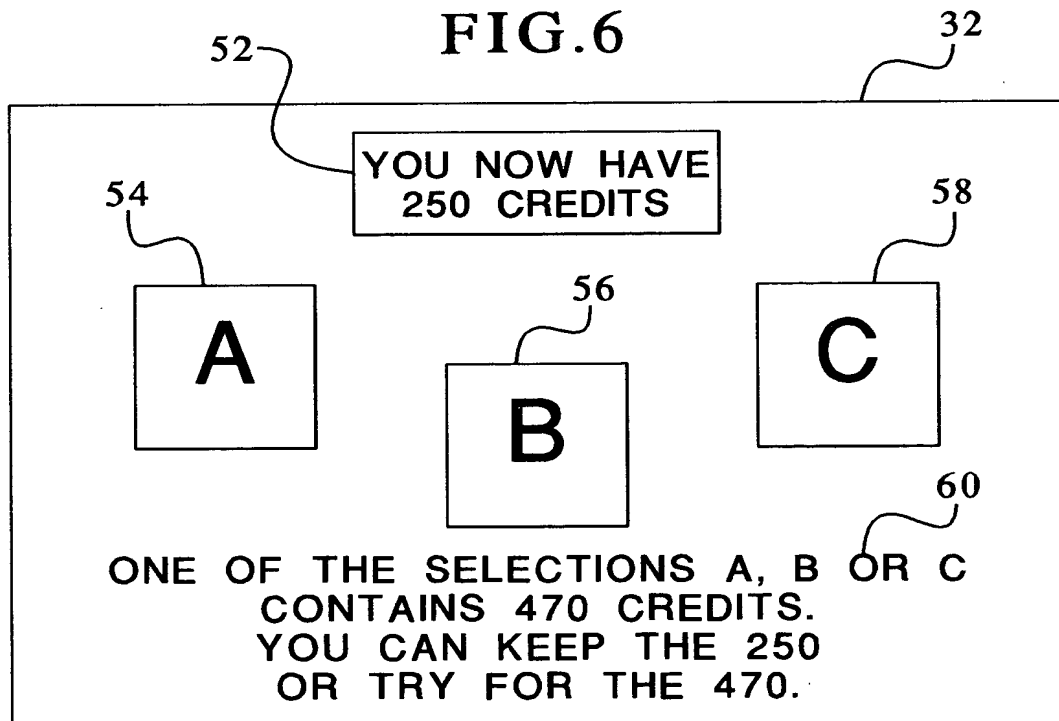 FIG.6
52
32
YOU NOW HAVE
250 CREDITS
54
58
A
56
C
B
60
ONE OF THE SELECTIONS A, B OR C
CONTAINS 470 CREDITS.
YOU CAN KEEP THE 250
OR TRY FOR THE 470.